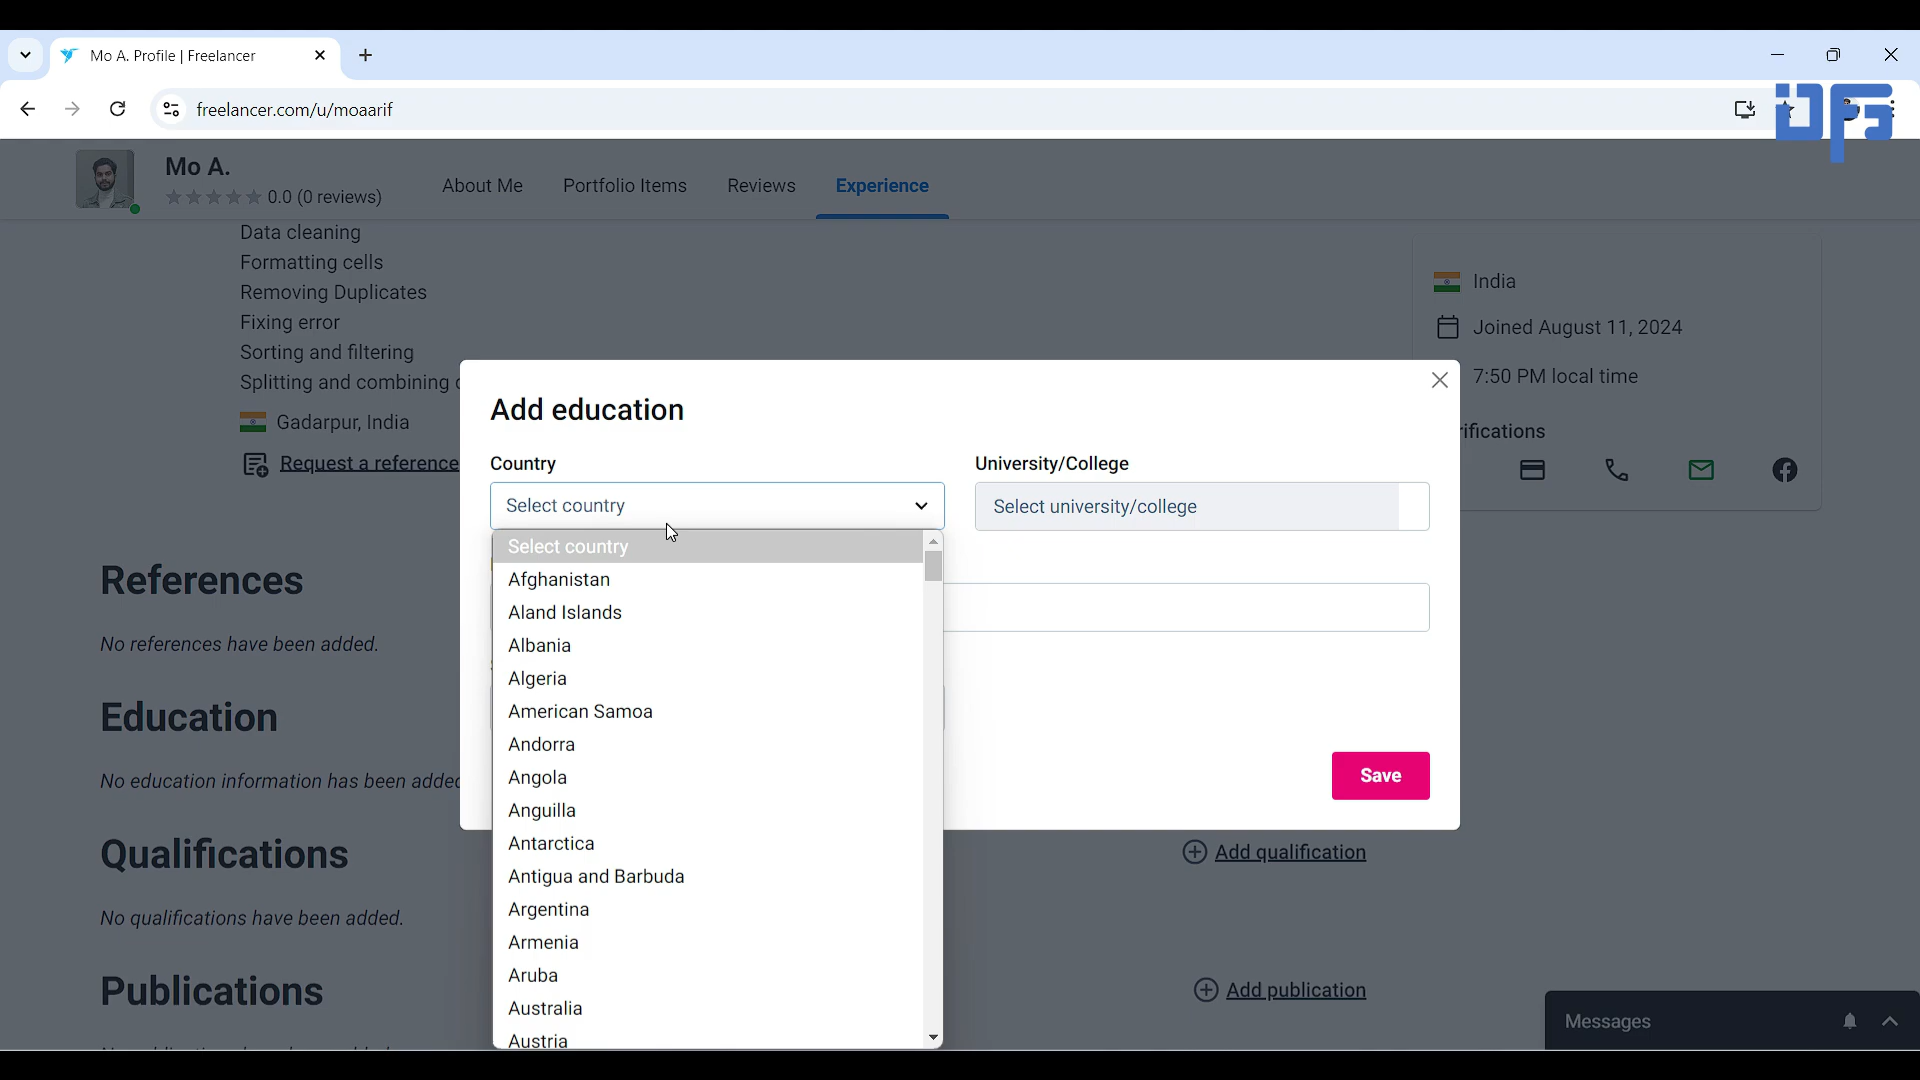 Mo A. Profile | Freelancer
freelancer.com/u/moaarif
Mo A.
0.0 (0 reviews)
About Me
Portfolio Items
Reviews
Experience
Data cleaning
Formatting cells
Removing Duplicates
Fixing error
Sorting and filtering
Splitting and combining
Gadarpur, India
Request a reference
India
Joined August 11, 2024
7:50 PM local time
rifications
Add education
Country
University/College
Select country
Select university/college
Select country
Afghanistan
Aland Islands
Albania
Algeria
American Samoa
Andorra
Angola
Anguilla
Antarctica
Antigua and Barbuda
Argentina
Armenia
Aruba
Australia
Austria
Save
References
No references have been added.
Education
No education information has been added
Qualifications
Add qualification
No qualifications have been added.
Publications
Add publication
Messages